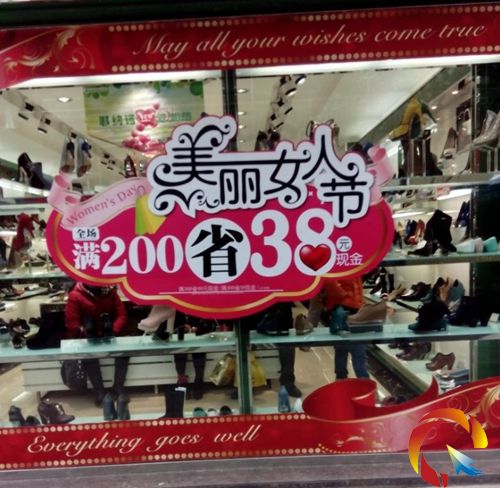 May all your wishes come true
美丽女人节
Women's Day
全场
满200省38元
现金
Everything goes well